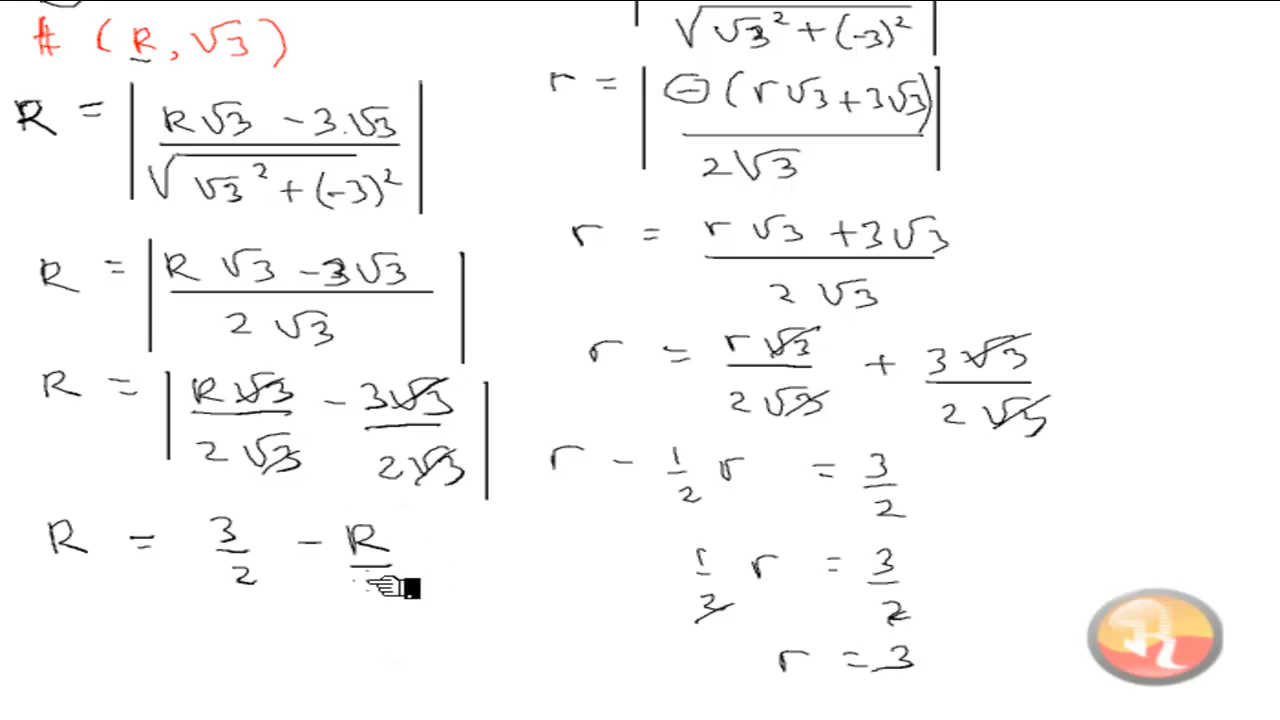 # (R, √3)
R = | (R√3 - 3.√3) / √(√3² + (-3)²) |
R = | (R√3 - 3√3) / 2√3 |
R = | R√3 / 2√3 - 3√3 / 2√3 |
R = 3/2 - R/
√(√3² + (-3)²) |
r = | -(r√3 + 3√3) / 2√3 |
r = (r√3 + 3√3) / 2√3
r = r√3 / 2√3 + 3√3 / 2√3
r - 1/2 r = 3/2
1/2 r = 3/2
r = 3